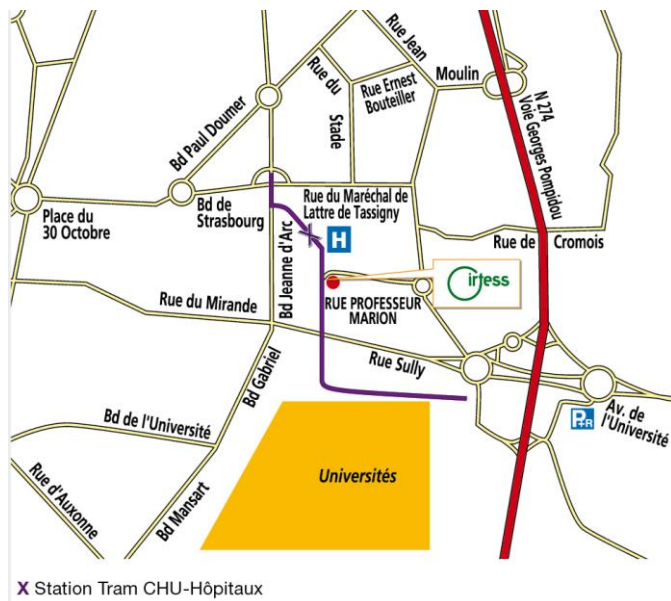 Rue Jean
Moulin
Rue du
Stade
Rue Ernest
Bouteiller
Bd Paul Doumer
N 274
Voie Georges Pompidou
Place du
30 Octobre
Bd de
Strasbourg
Rue du Maréchal de
Lattre de Tassigny
H
Rue de Cromois
Bd Jeanne d'Arc
irtess
Rue du Mirande
RUE PROFESSEUR
MARION
Rue Sully
Bd Gabriel
P+R
Av. de
l'Université
Bd de l'Université
Rue d'Auxonne
Bd Mansart
Universités
X Station Tram CHU-Hôpitaux